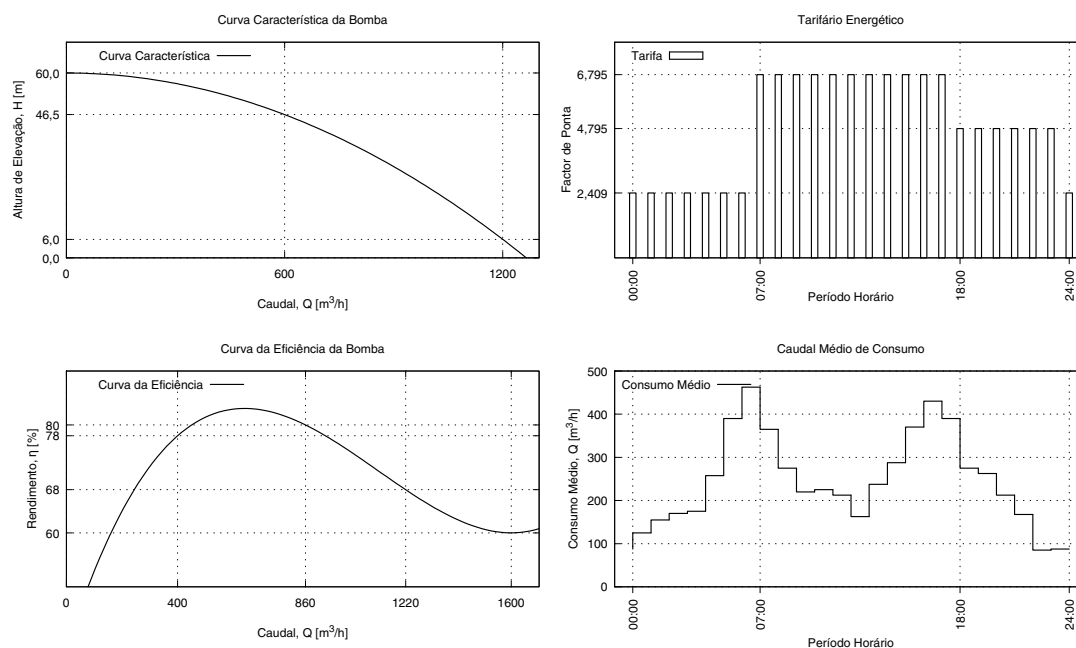 Curva Característica da Bomba
Curva Característica
Altura de Elevação, H [m]
60,0
46,5
6,0
0,0
0
600
1200
Caudal, Q [m³/h]
Tarifário Energético
Tarifa
Factor de Ponta
6,795
4,795
2,409
00:00
07:00
18:00
24:00
Período Horário
Curva da Eficiência da Bomba
Curva da Eficiência
Rendimento, η [%]
80
78
68
60
0
400
860
1220
1600
Caudal, Q [m³/h]
Caudal Médio de Consumo
Consumo Médio
Consumo Médio, Q [m³/h]
500
400
300
200
100
0
00:00
07:00
18:00
24:00
Período Horário